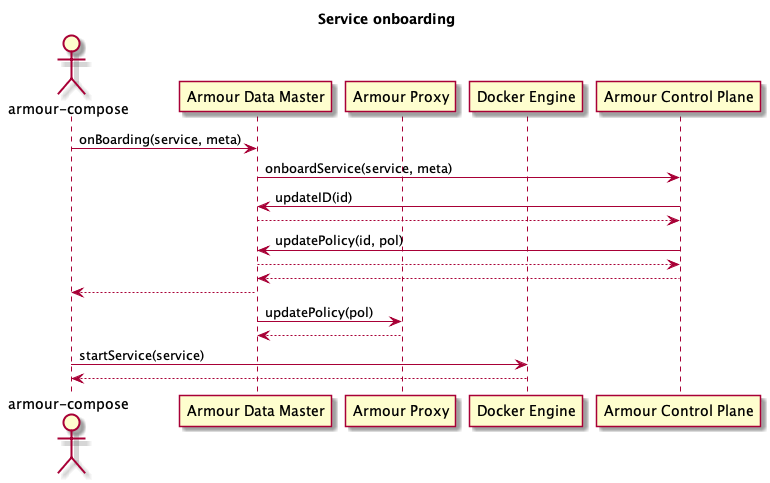 Service onboarding
armour-compose
Armour Data Master
Armour Proxy
Docker Engine
Armour Control Plane
onBoarding(service, meta)
onboardService(service, meta)
updateID(id)
updatePolicy(id, pol)
updatePolicy(pol)
startService(service)
armour-compose
Armour Data Master
Armour Proxy
Docker Engine
Armour Control Plane